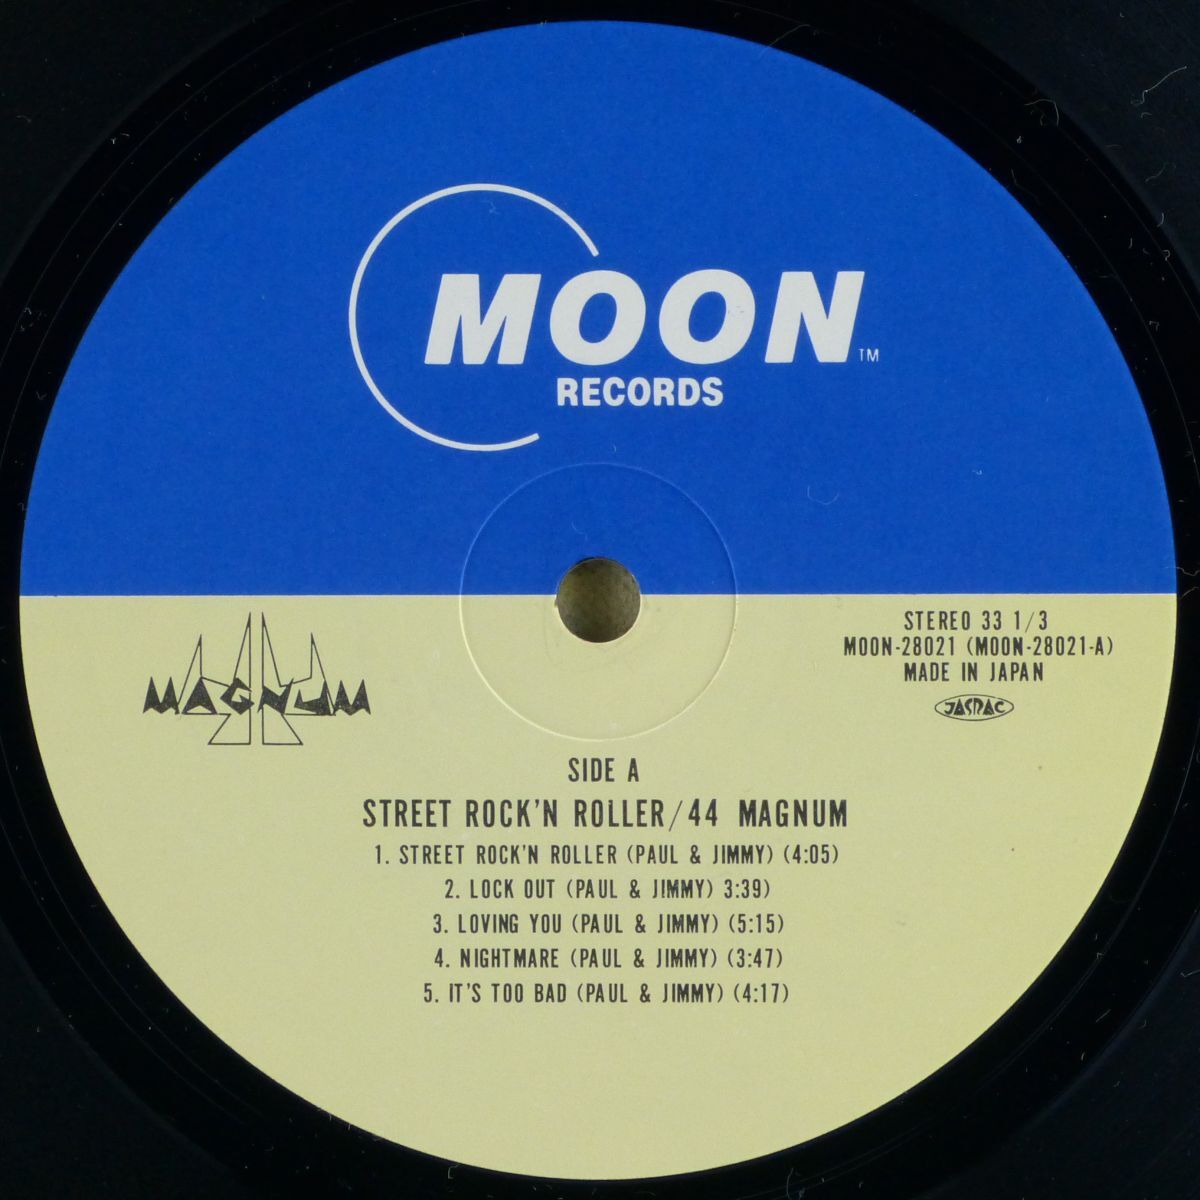 MOON TM
RECORDS
MAGNUM
STEREO 33 1/3
MOON-28021 (MOON-28021-A)
MADE IN JAPAN
JASRAC
SIDE A
STREET ROCK'N ROLLER/44 MAGNUM
1. STREET ROCK'N ROLLER (PAUL & JIMMY) (4:05)
2. LOCK OUT (PAUL & JIMMY) 3:39)
3. LOVING YOU (PAUL & JIMMY) (5:15)
4. NIGHTMARE (PAUL & JIMMY) (3:47)
5. IT'S TOO BAD (PAUL & JIMMY) (4:17)